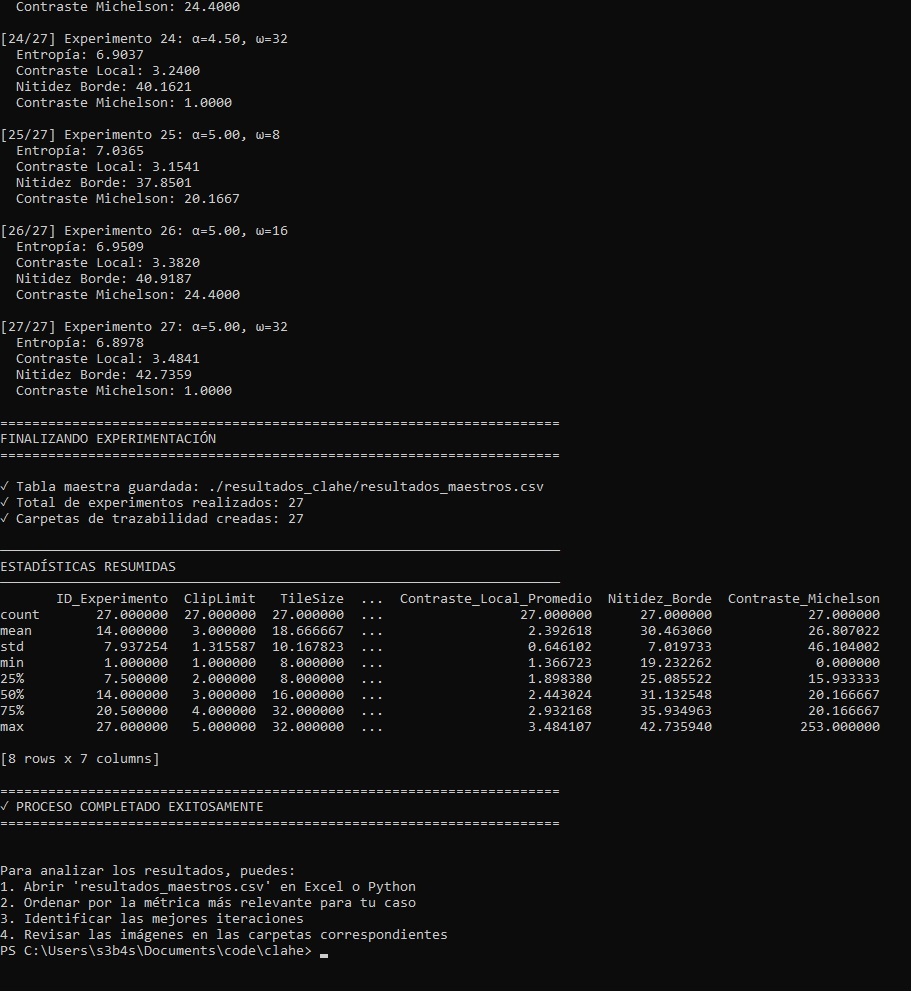 Contraste Michelson: 24.4000
[24/27] Experimento 24: α=4.50, ω=32
Entropía: 6.9037
Contraste Local: 3.2400
Nitidez Borde: 40.1621
Contraste Michelson: 1.0000
[25/27] Experimento 25: α=5.00, ω=8
Entropía: 7.0365
Contraste Local: 3.1541
Nitidez Borde: 37.8501
Contraste Michelson: 20.1667
[26/27] Experimento 26: α=5.00, ω=16
Entropía: 6.9509
Contraste Local: 3.3820
Nitidez Borde: 40.9187
Contraste Michelson: 24.4000
[27/27] Experimento 27: α=5.00, ω=32
Entropía: 6.8978
Contraste Local: 3.4841
Nitidez Borde: 42.7359
Contraste Michelson: 1.0000
======================================================================
FINALIZANDO EXPERIMENTACIÓN
======================================================================
✓ Tabla maestra guardada: ./resultados_clahe/resultados_maestros.csv
✓ Total de experimentos realizados: 27
✓ Carpetas de trazabilidad creadas: 27
──────────────────────────────────────────────────────────────────────
ESTADÍSTICAS RESUMIDAS
──────────────────────────────────────────────────────────────────────
ID_Experimento ClipLimit TileSize ... Contraste_Local_Promedio Nitidez_Borde Contraste_Michelson
count 27.000000 27.000000 27.000000 ... 27.000000 27.000000 27.000000
mean 14.000000 3.000000 18.666667 ... 2.392618 30.463060 26.807022
std 7.937254 1.315587 10.167823 ... 0.646102 7.019733 46.104002
min 1.000000 1.000000 8.000000 ... 1.366723 19.232262 0.000000
25% 7.500000 2.000000 8.000000 ... 1.898380 25.085522 15.933333
50% 14.000000 3.000000 16.000000 ... 2.443024 31.132548 20.166667
75% 20.500000 4.000000 32.000000 ... 2.932168 35.934963 20.166667
max 27.000000 5.000000 32.000000 ... 3.484107 42.735940 253.000000
[8 rows x 7 columns]
======================================================================
✓ PROCESO COMPLETADO EXITOSAMENTE
======================================================================
Para analizar los resultados, puedes:
1. Abrir 'resultados_maestros.csv' en Excel o Python
2. Ordenar por la métrica más relevante para tu caso
3. Identificar las mejores iteraciones
4. Revisar las imágenes en las carpetas correspondientes
PS C:\Users\s3b4s\Documents\code\clahe>